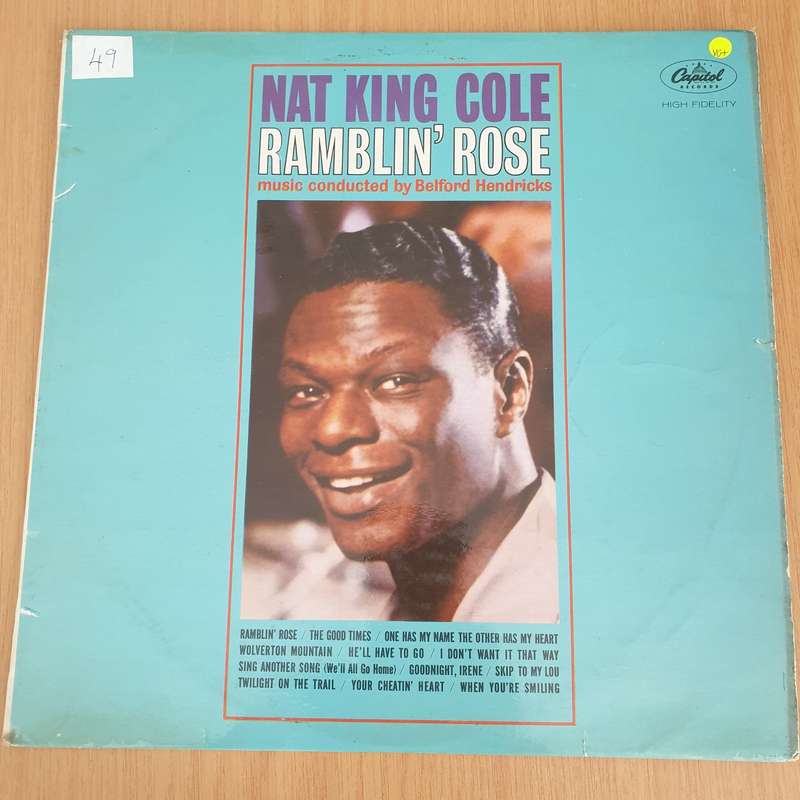 49
VG+
Capitol
RECORDS
HIGH FIDELITY
NAT KING COLE
RAMBLIN' ROSE
music conducted by Belford Hendricks
RAMBLIN' ROSE / THE GOOD TIMES / ONE HAS MY NAME THE OTHER HAS MY HEART
WOLVERTON MOUNTAIN / HE'LL HAVE TO GO / I DON'T WANT IT THAT WAY
SING ANOTHER SONG (We'll All Go Home) / GOODNIGHT, IRENE / SKIP TO MY LOU
TWILIGHT ON THE TRAIL / YOUR CHEATIN' HEART / WHEN YOU'RE SMILING